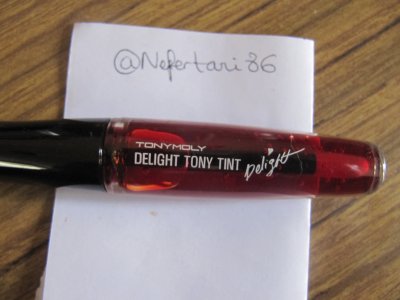 @Nefertari86
TONYMOLY
DELIGHT TONY TINT Delight